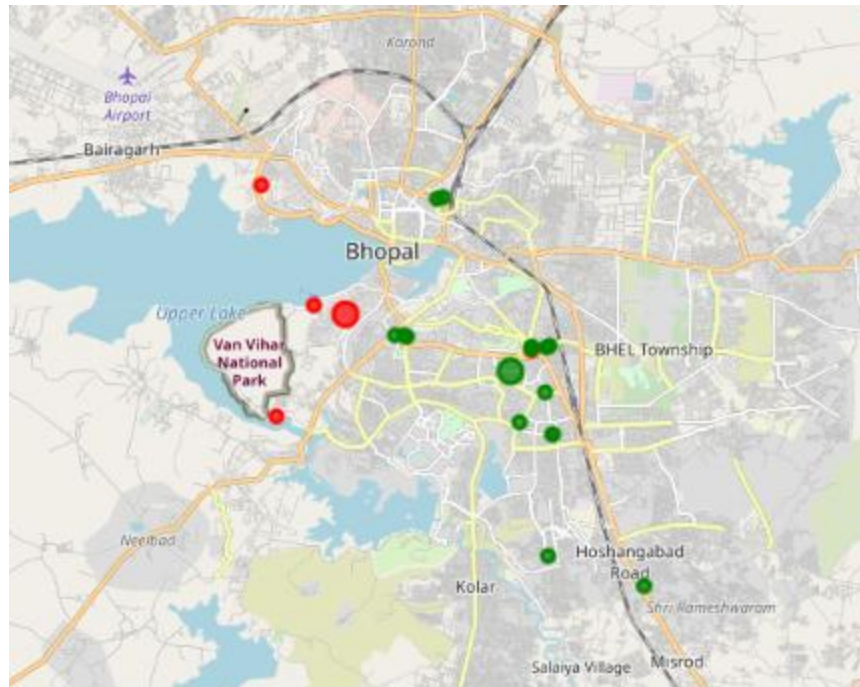 Karond
Bhopal
Airport
Bairagarh
Bhopal
Upper Lake
Van Vihar
National
Park
BHEL Township
Neelbad
Hoshangabad
Road
Kolar
Shri Rameshwaram
Salaiya Village
Misrod